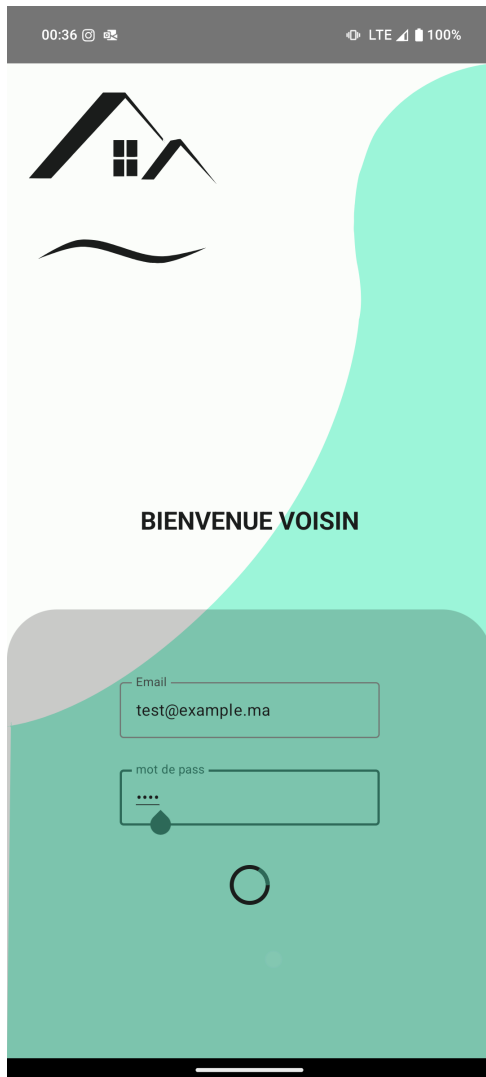 00:36 LTE 100%
BIENVENUE VOISIN
Email
test@example.ma
mot de pass
••••